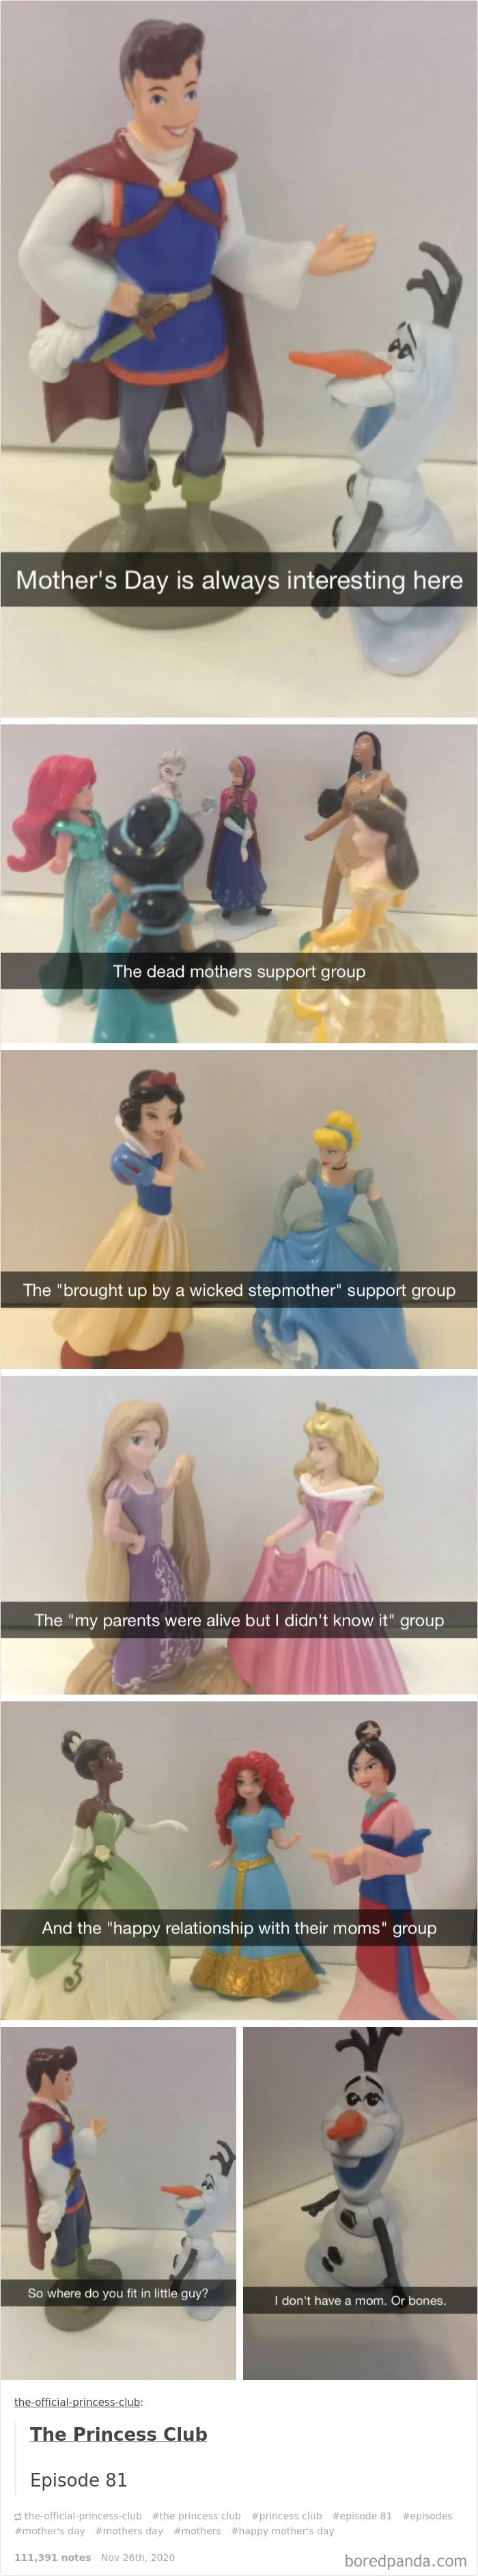 Mother's Day is always interesting here
The dead mothers support group
The "brought up by a wicked stepmother" support group
The "my parents were alive but I didn't know it" group
And the "happy relationship with their moms" group
So where do you fit in little guy?
I don't have a mom. Or bones.
the-official-princess-club:
The Princess Club
Episode 81
the-official-princess-club #the princess club #princess club #episode 81 #episodes
#mother's day #mothers day #mothers #happy mother's day
111,391 notes Nov 26th, 2020
boredpanda.com